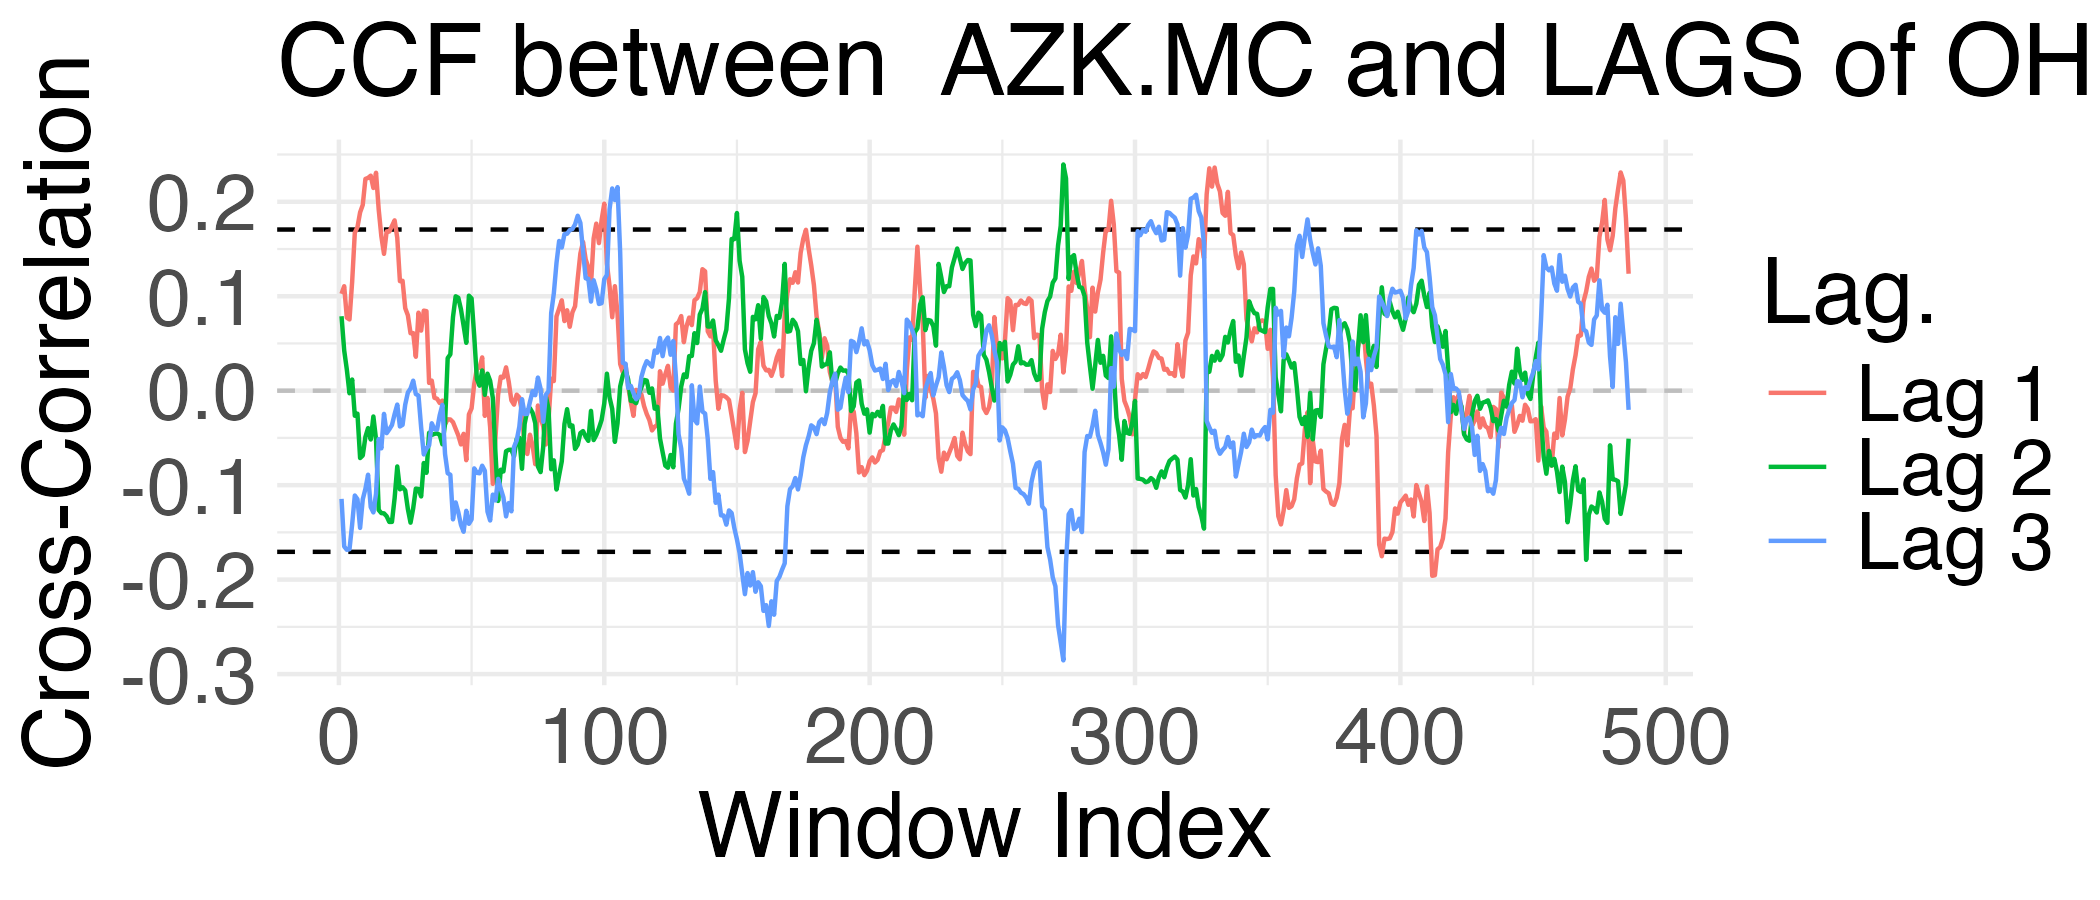 CCF between AZK.MC and LAGS of OH
Cross-Correlation
0.2
0.1
0.0
-0.1
-0.2
-0.3
0 100 200 300 400 500
Window Index
Lag.
Lag 1
Lag 2
Lag 3